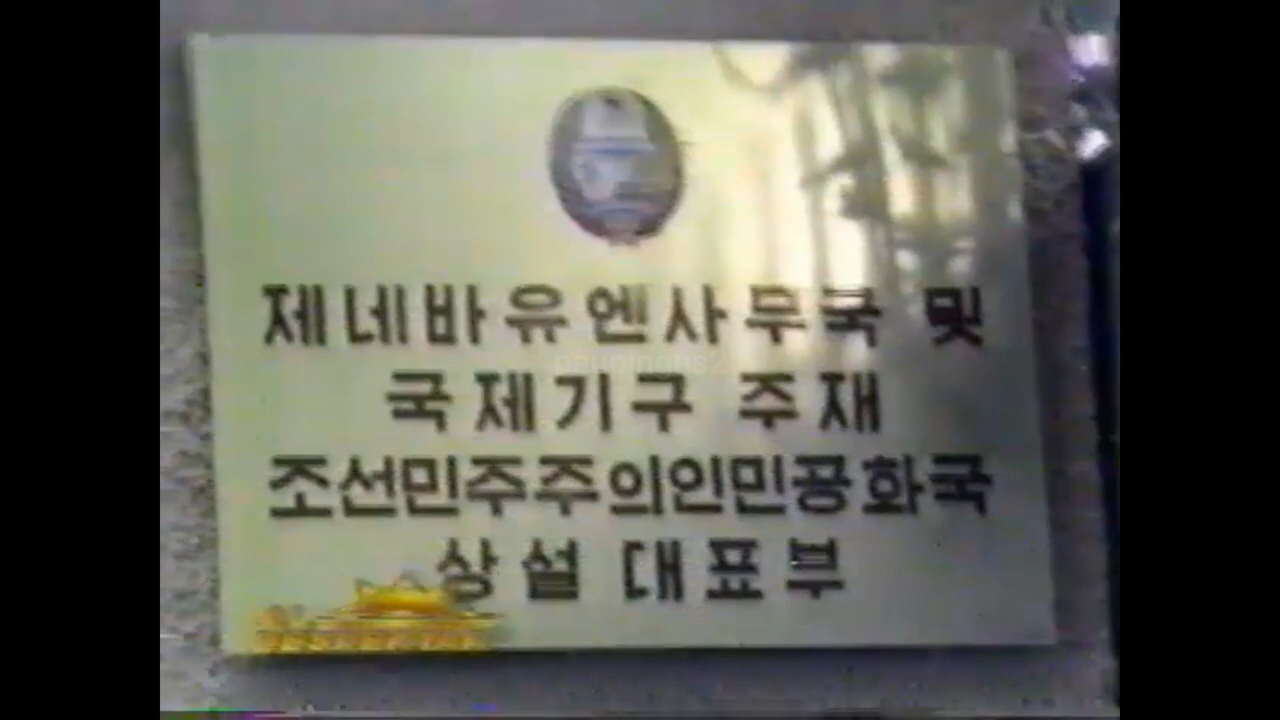 제네바유엔사무국 및
국제기구 주재
조선민주주의인민공화국
상설 대표부